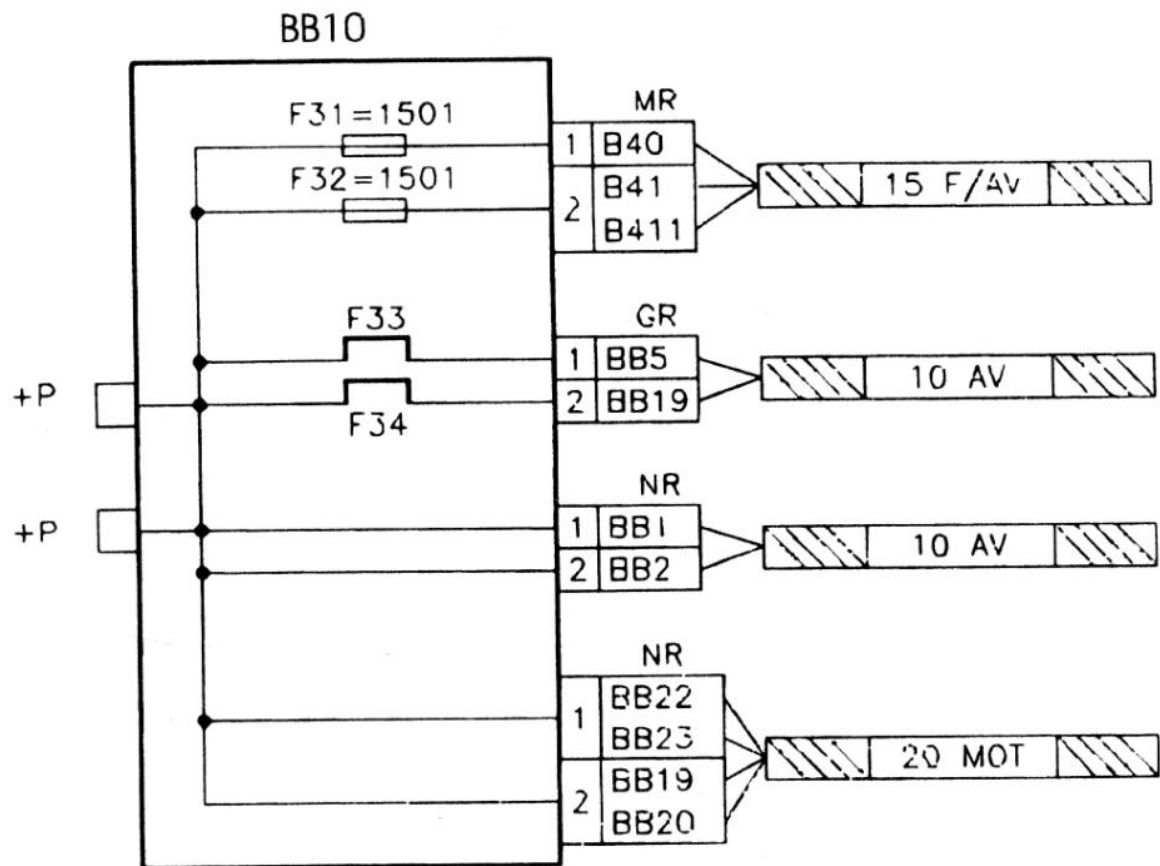 BB10
F31=1501
F32=1501
MR
1 B40
2 B41
B411
15 F/AV
F33
F34
GR
1 BB5
2 BB19
10 AV
+P
+P
NR
1 BB1
2 BB2
10 AV
NR
1 BB22
BB23
2 BB19
BB20
20 MOT